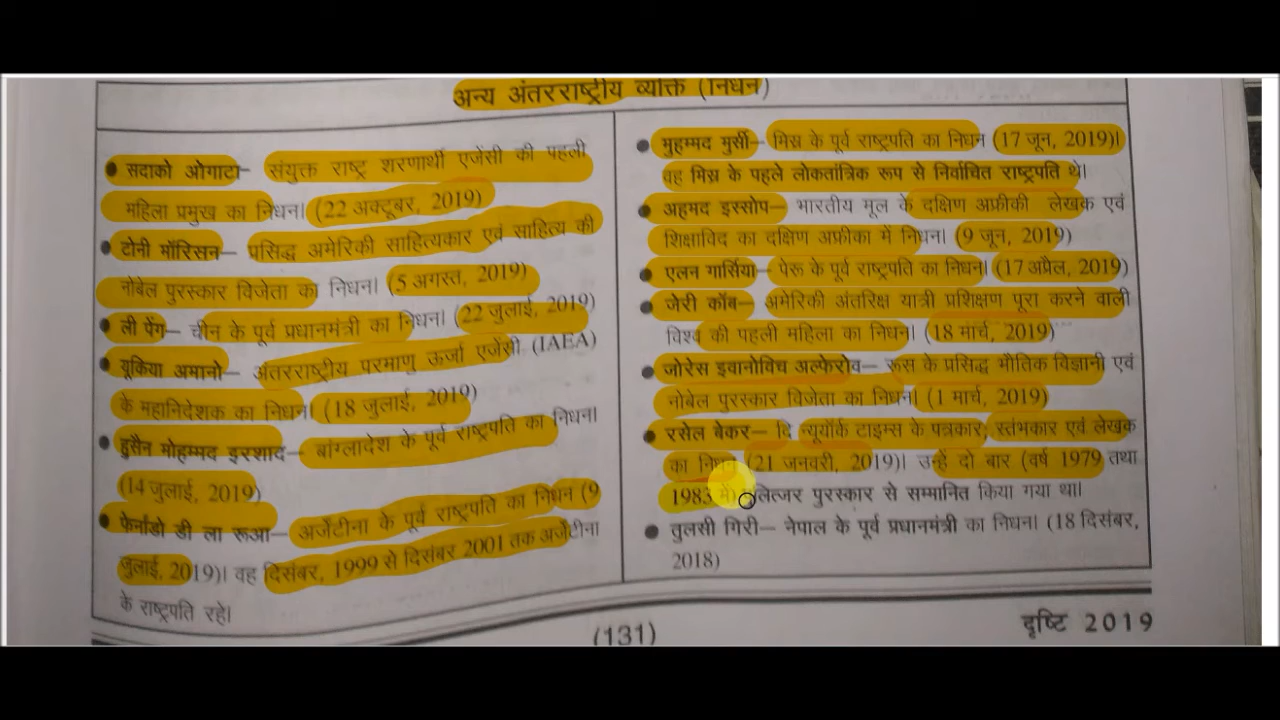 अन्य अंतरराष्ट्रीय व्यक्ति (निधन)
● सदाको ओगाटा– संयुक्त राष्ट्र शरणार्थी एजेंसी की पहली
महिला प्रमुख का निधन। (22 अक्टूबर, 2019)
● टोनी मॉरिसन– प्रसिद्ध अमेरिकी साहित्यकार एवं साहित्य की
नोबेल पुरस्कार विजेता का निधन। (5 अगस्त, 2019)
● ली पेंग– चीन के पूर्व प्रधानमंत्री का निधन। (22 जुलाई, 2019)
● यूकिया अमानो– अंतरराष्ट्रीय परमाणु ऊर्जा एजेंसी (IAEA)
के महानिदेशक का निधन। (18 जुलाई, 2019)
● हुसैन मोहम्मद इरशाद– बांग्लादेश के पूर्व राष्ट्रपति का निधन।
(14 जुलाई, 2019)
● फेर्नांडो डी ला रूआ– अर्जेंटीना के पूर्व राष्ट्रपति का निधन (9
जुलाई, 2019)। वह दिसंबर, 1999 से दिसंबर 2001 तक अर्जेंटीना
के राष्ट्रपति रहे।
● मुहम्मद मुर्सी– मिस्र के पूर्व राष्ट्रपति का निधन (17 जून, 2019)।
वह मिस्र के पहले लोकतांत्रिक रूप से निर्वाचित राष्ट्रपति थे।
● अहमद इस्सोप– भारतीय मूल के दक्षिण अफ्रीकी लेखक एवं
शिक्षाविद का दक्षिण अफ्रीका में निधन। (9 जून, 2019)
● एलन गार्सिया– पेरू के पूर्व राष्ट्रपति का निधन। (17 अप्रैल, 2019)
● जेरी कॉब– अमेरिकी अंतरिक्ष यात्री प्रशिक्षण पूरा करने वाली
विश्व की पहली महिला का निधन। (18 मार्च, 2019)
● जोरेस इवानोविच अल्फेरोव– रूस के प्रसिद्ध भौतिक विज्ञानी एवं
नोबेल पुरस्कार विजेता का निधन। (1 मार्च, 2019)
● रसेल बेकर– दि न्यूयॉर्क टाइम्स के पत्रकार, स्तंभकार एवं लेखक
का निधन (21 जनवरी, 2019)। उन्हें दो बार (वर्ष 1979 तथा
1983 में) पुलित्जर पुरस्कार से सम्मानित किया गया था।
● तुलसी गिरी– नेपाल के पूर्व प्रधानमंत्री का निधन। (18 दिसंबर,
2018)
(131)
दृष्टि 2019